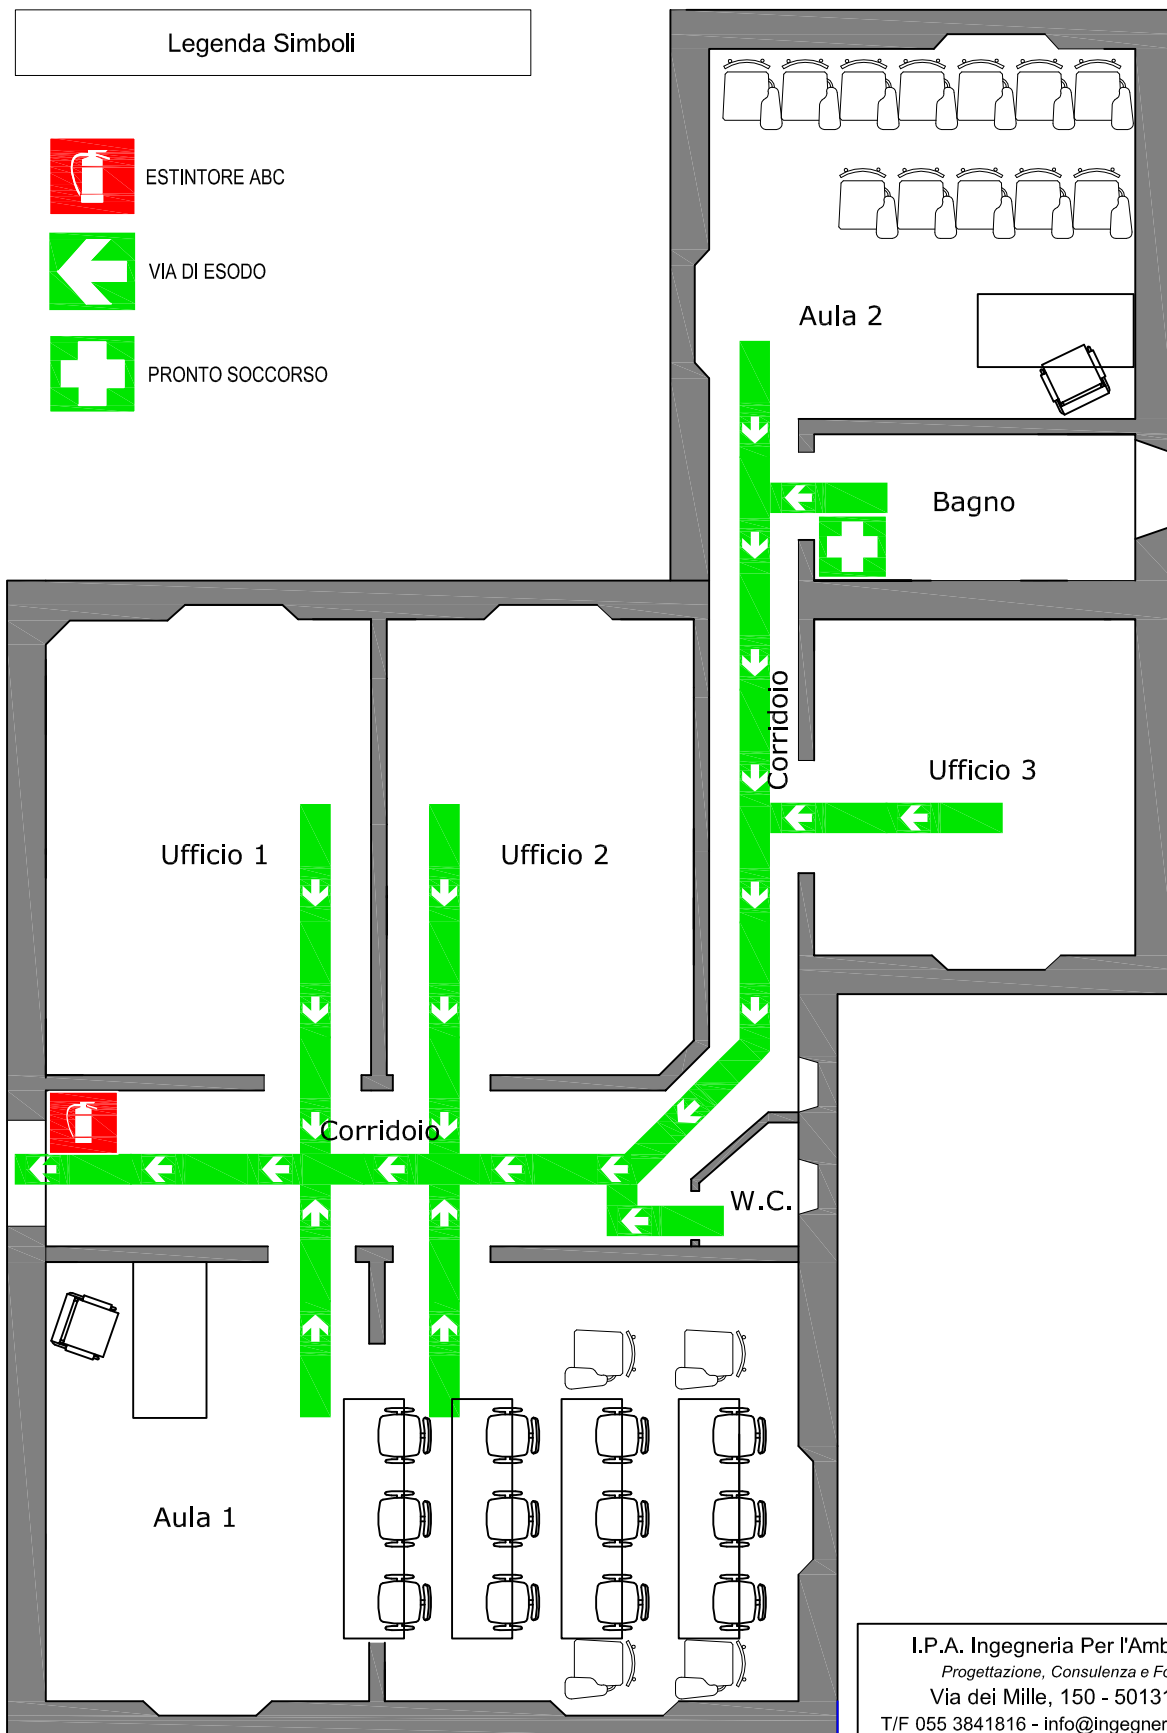 Legenda Simboli
ESTINTORE ABC
VIA DI ESODO
PRONTO SOCCORSO
Aula 2
Bagno
Corridoio
Ufficio 3
Ufficio 1
Ufficio 2
Corridoio
W.C.
Aula 1
I.P.A. Ingegneria Per l'Amb
Progettazione, Consulenza e Fo
Via dei Mille, 150 - 50131
T/F 055 3841816 - info@ingegner